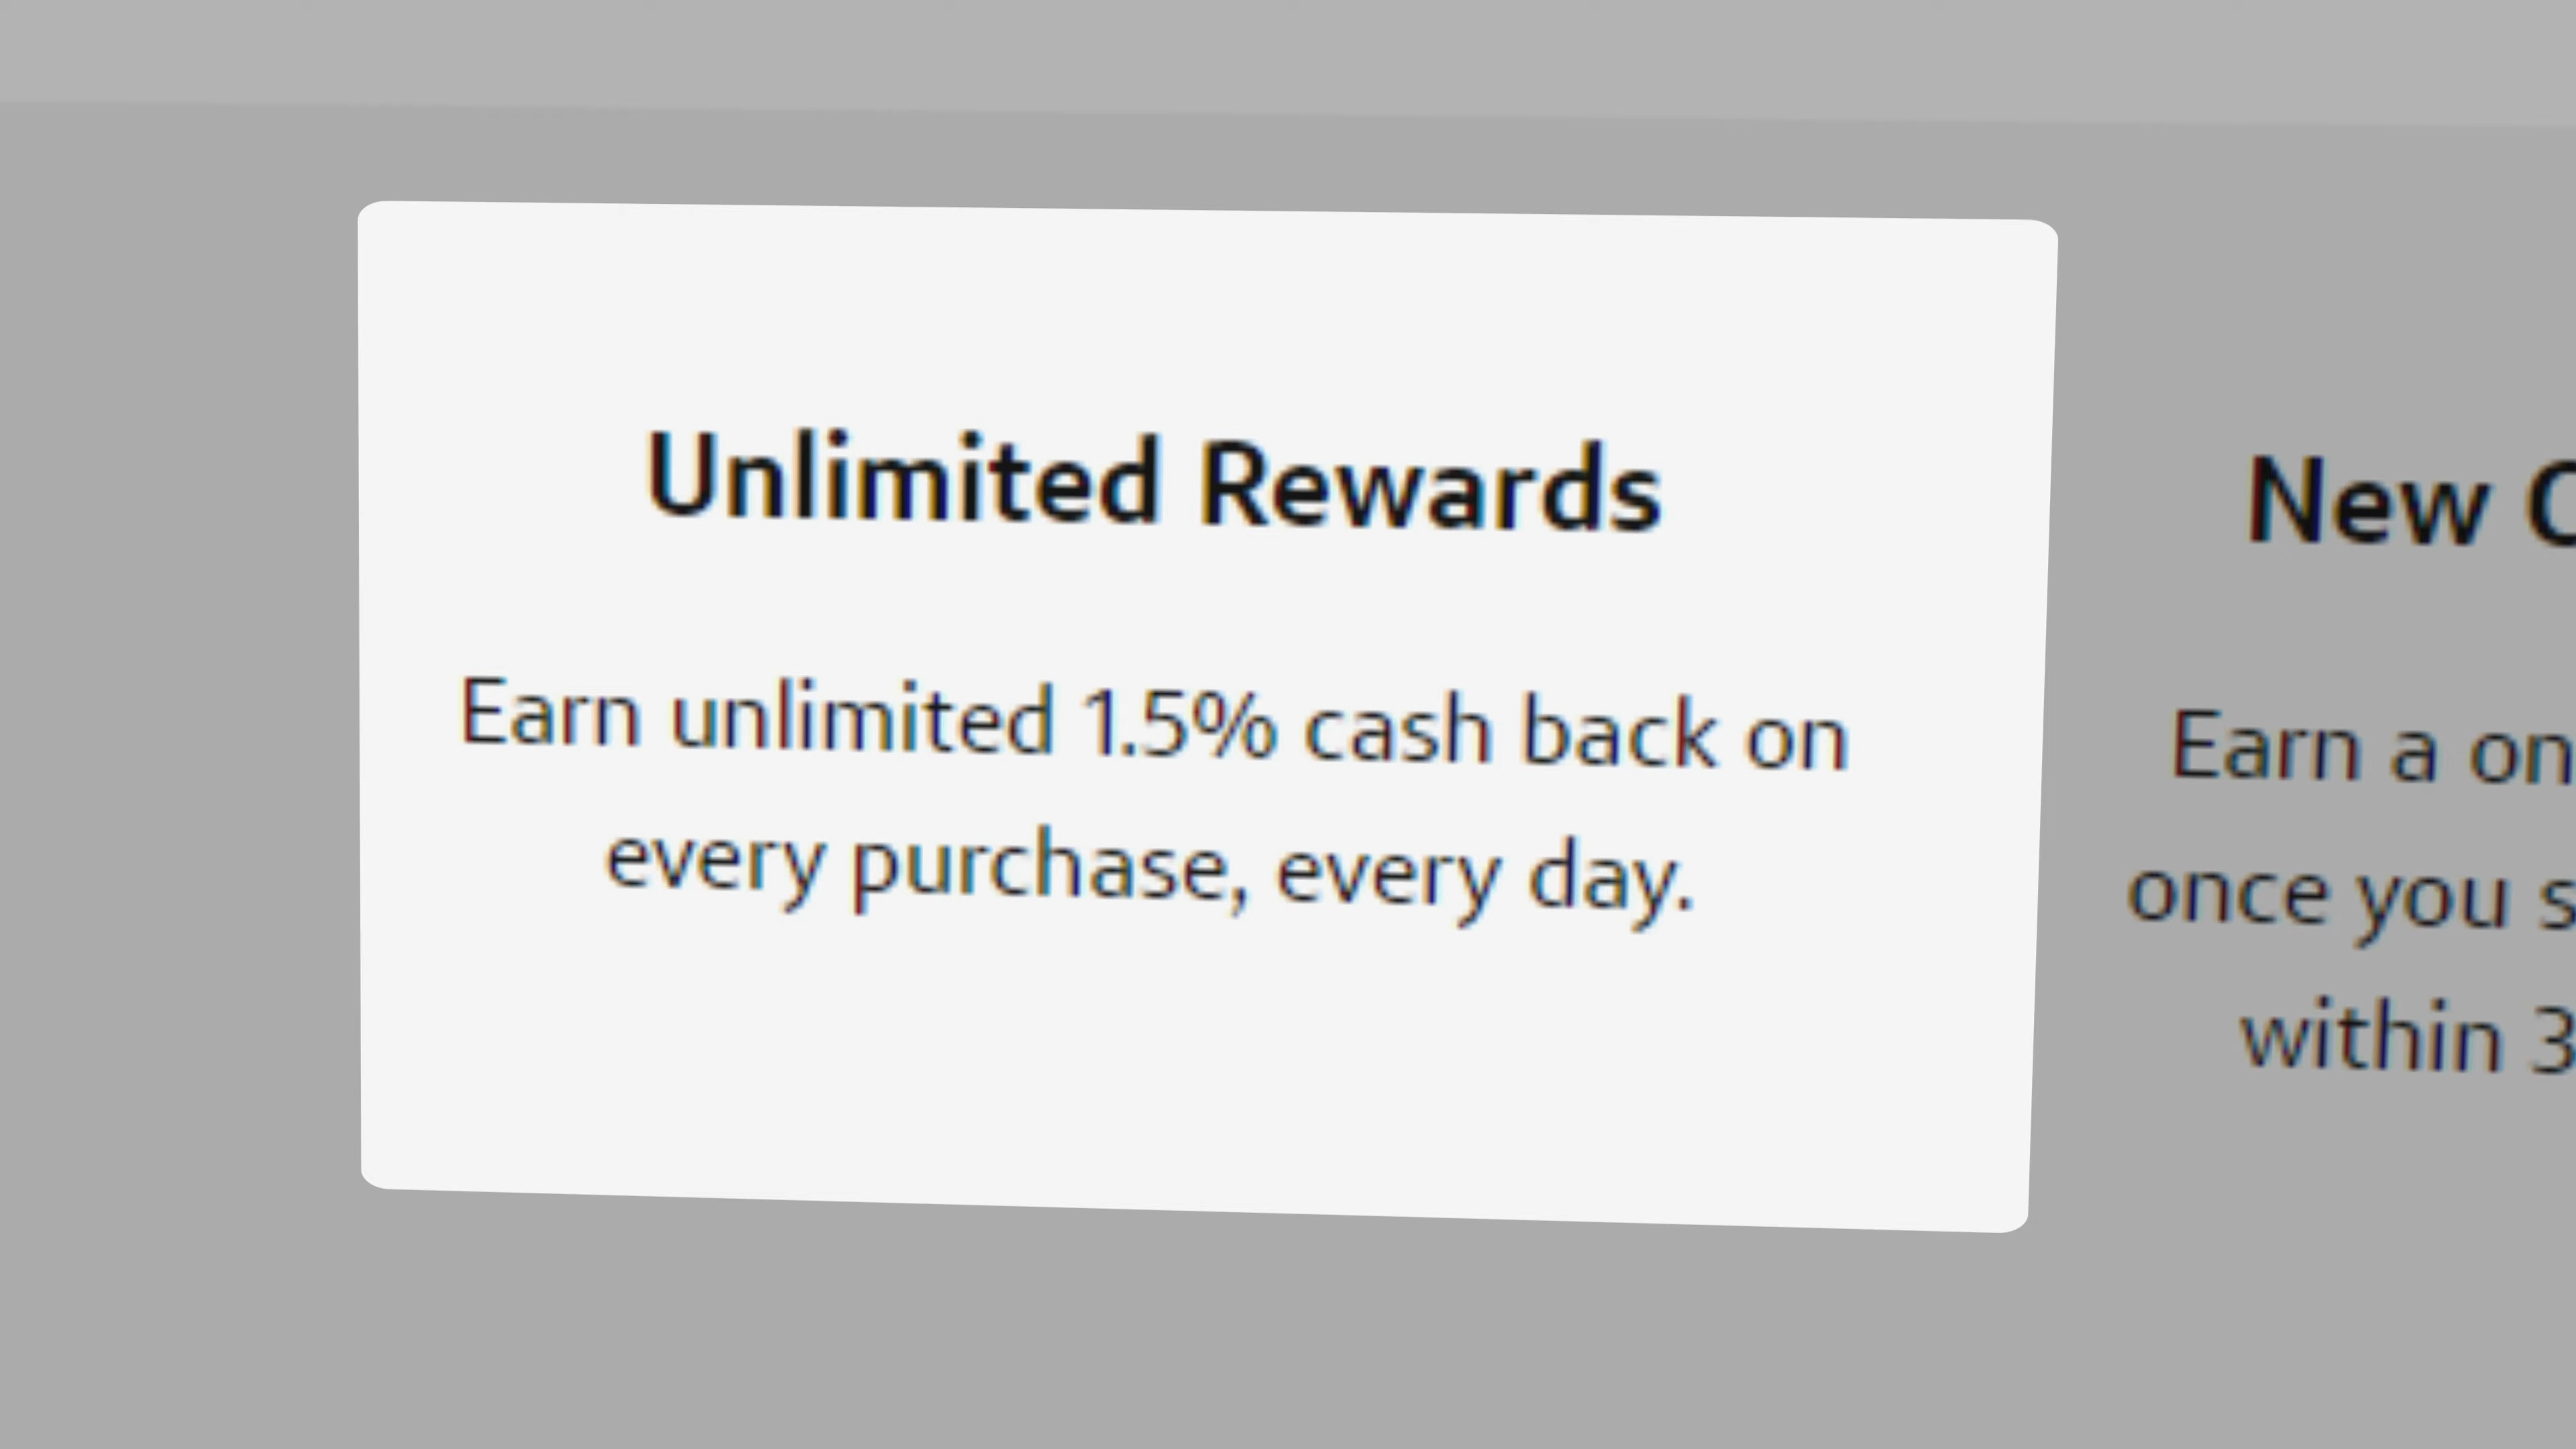 Unlimited Rewards
Earn unlimited 1.5% cash back on
every purchase, every day.
New
Earn a
once you
within